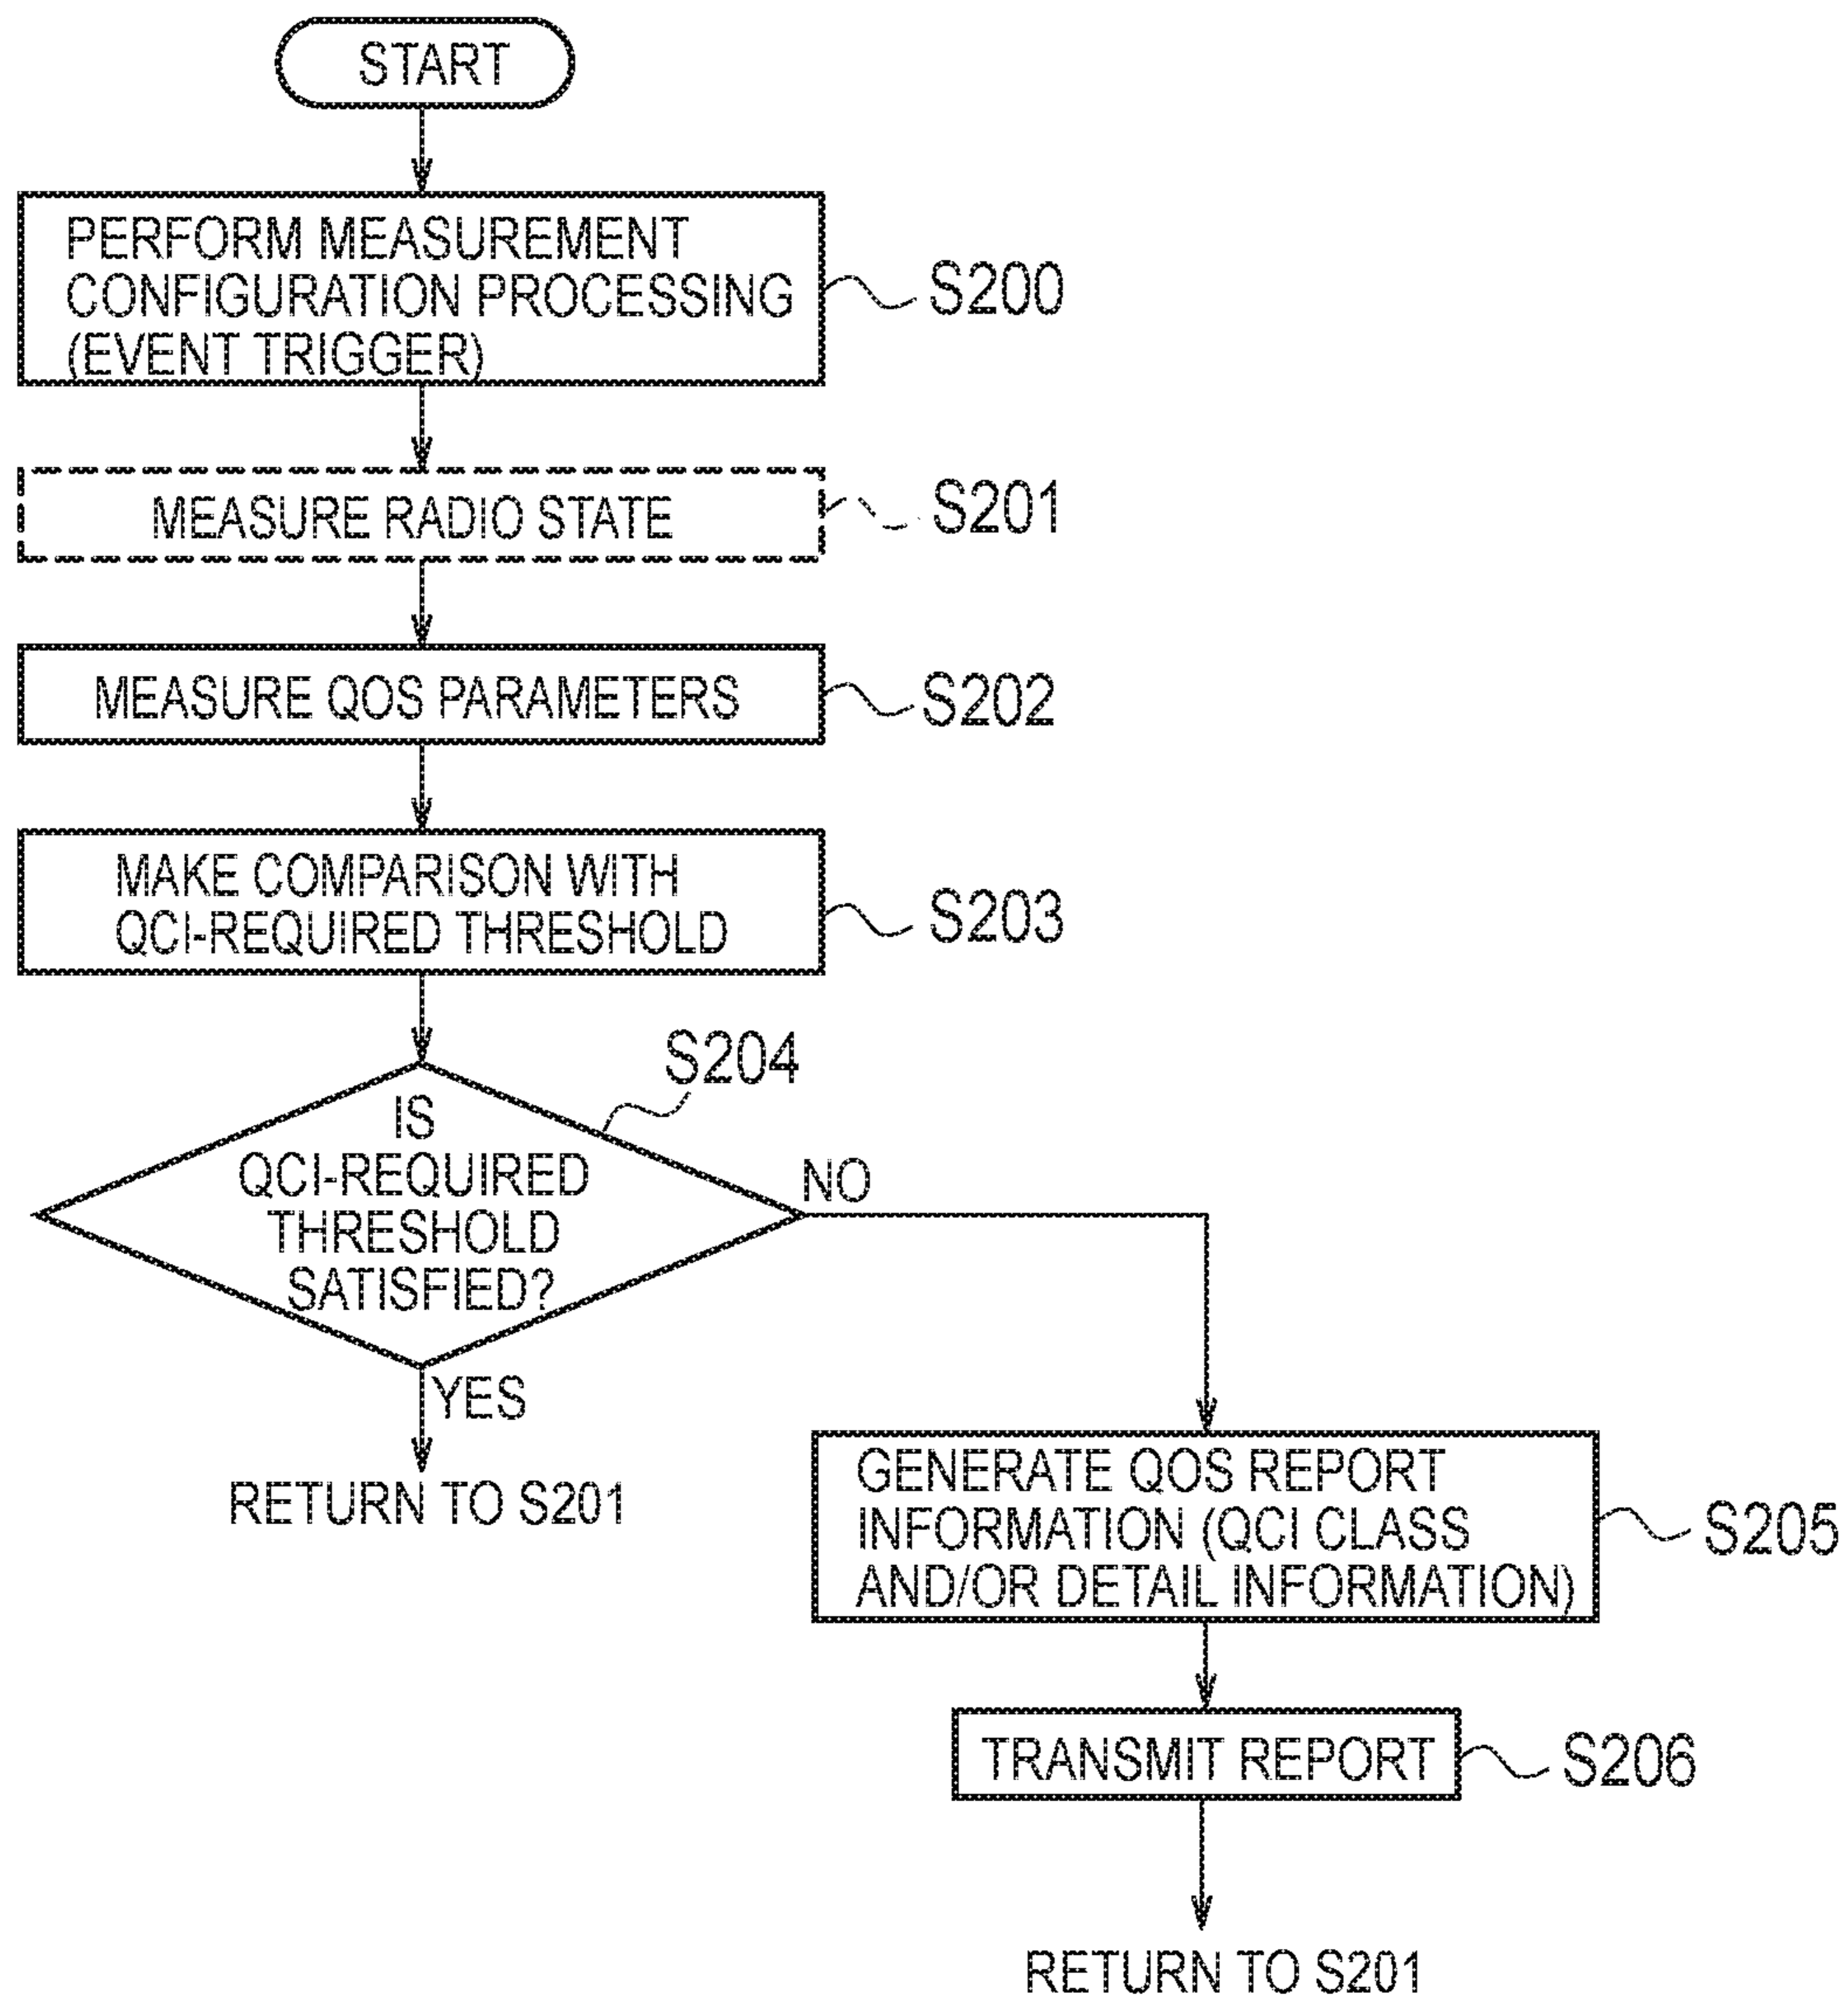 START
PERFORM MEASUREMENT
CONFIGURATION PROCESSING
(EVENT TRIGGER)
S200
MEASURE RADIO STATE
S201
MEASURE QOS PARAMETERS
S202
MAKE COMPARISON WITH
QCI-REQUIRED THRESHOLD
S203
S204
IS
QCI-REQUIRED
THRESHOLD
SATISFIED?
NO
YES
RETURN TO S201
GENERATE QOS REPORT
INFORMATION (QCI CLASS
AND/OR DETAIL INFORMATION)
S205
TRANSMIT REPORT
S206
RETURN TO S201